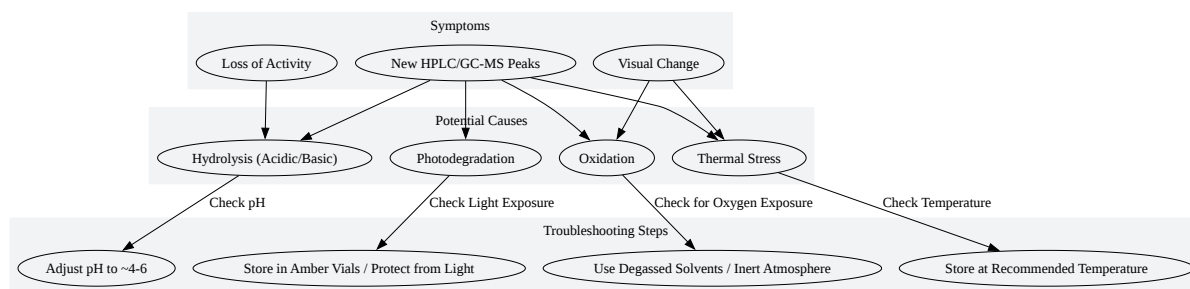 Symptoms
Loss of Activity
New HPLC/GC-MS Peaks
Visual Change
Potential Causes
Hydrolysis (Acidic/Basic)
Photodegradation
Oxidation
Thermal Stress
Check pH
Check Light Exposure
Check for Oxygen Exposure
Check Temperature
Troubleshooting Steps
Adjust pH to ~4-6
Store in Amber Vials / Protect from Light
Use Degassed Solvents / Inert Atmosphere
Store at Recommended Temperature